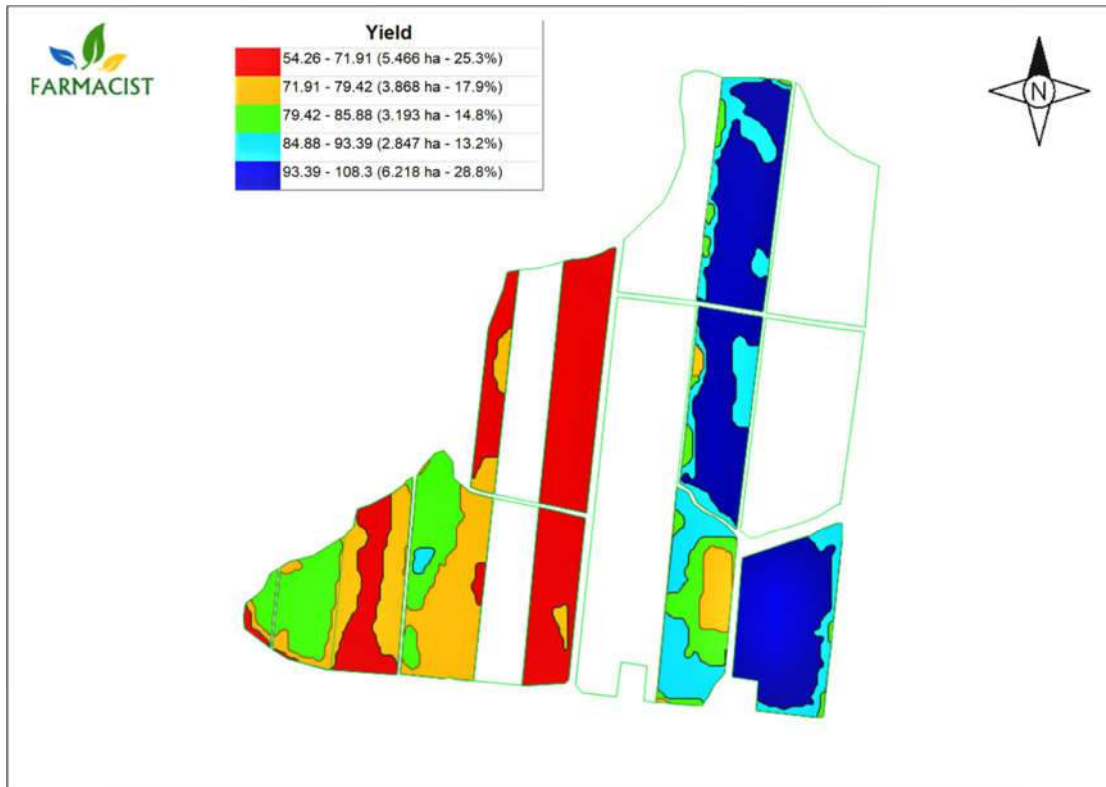 FARMACIST
Yield
54.26 - 71.91 (5.466 ha - 25.3%)
71.91 - 79.42 (3.868 ha - 17.9%)
79.42 - 85.88 (3.193 ha - 14.8%)
84.88 - 93.39 (2.847 ha - 13.2%)
93.39 - 108.3 (6.218 ha - 28.8%)
N